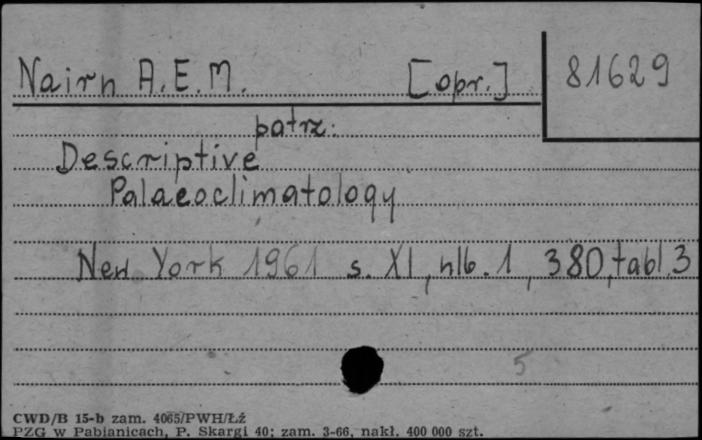 Nairn A.E.M. [opr.] 81629
patrz:
Descriptive
Palaeoclimatology
New York 1961 s. XI, nlb. 1, 380, tabl. 3
5
CWD/B 15-b zam. 4065/PWH/Łź
PZG w Pabianicach, P. Skargi 40; zam. 3-66, nakł. 400 000 szt.